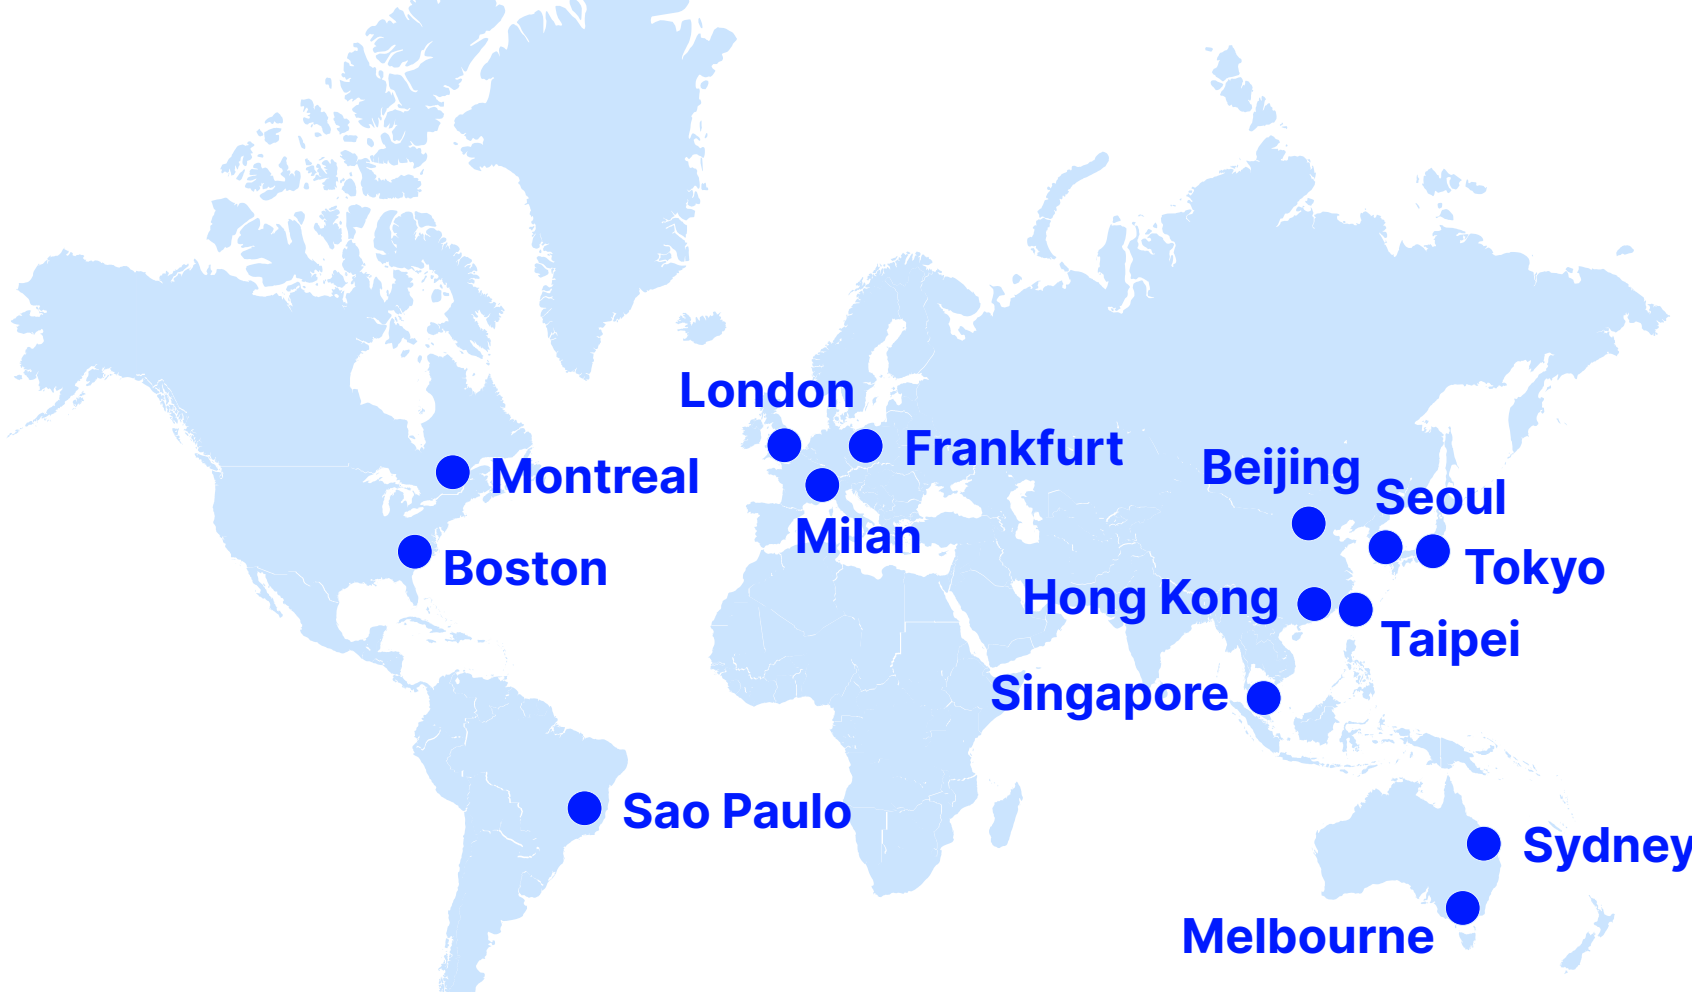 London
Frankfurt
Montreal
Beijing
Seoul
Milan
Boston
Tokyo
Hong Kong
Taipei
Singapore
Sao Paulo
Sydney
Melbourne